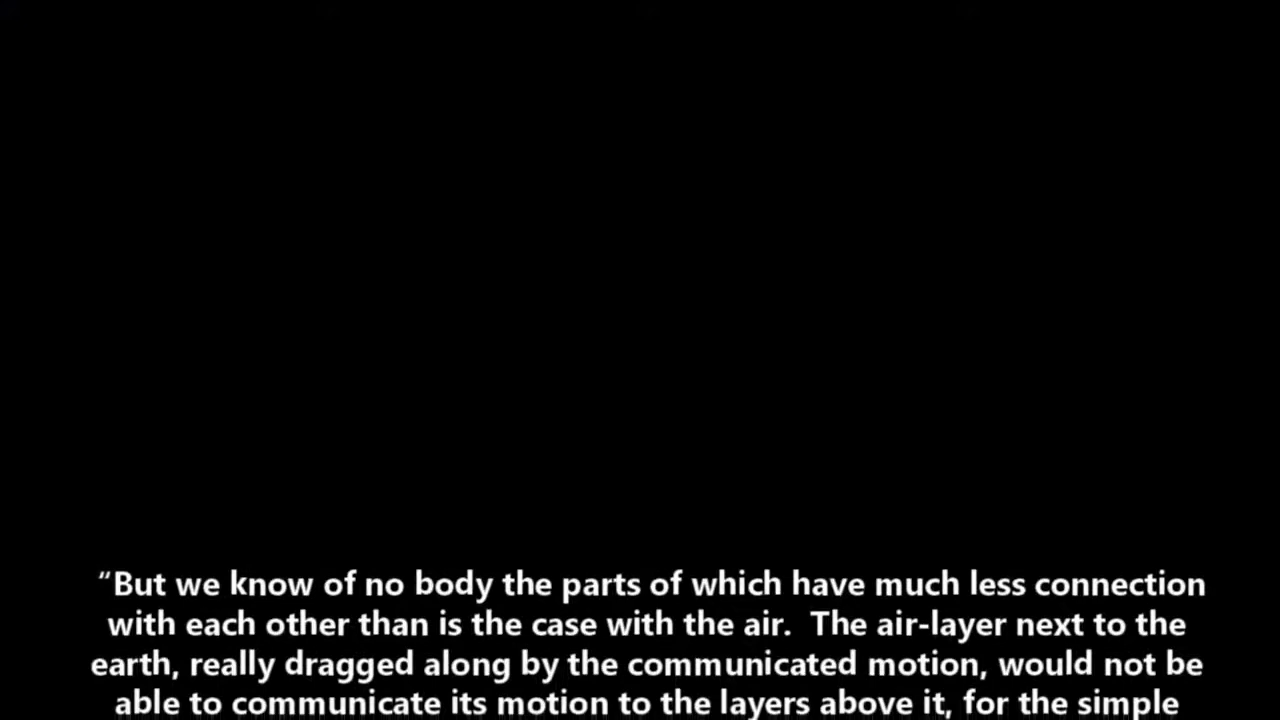 “But we know of no body the parts of which have much less connection
with each other than is the case with the air.  The air-layer next to the
earth, really dragged along by the communicated motion, would not be
able to communicate its motion to the layers above it, for the simple